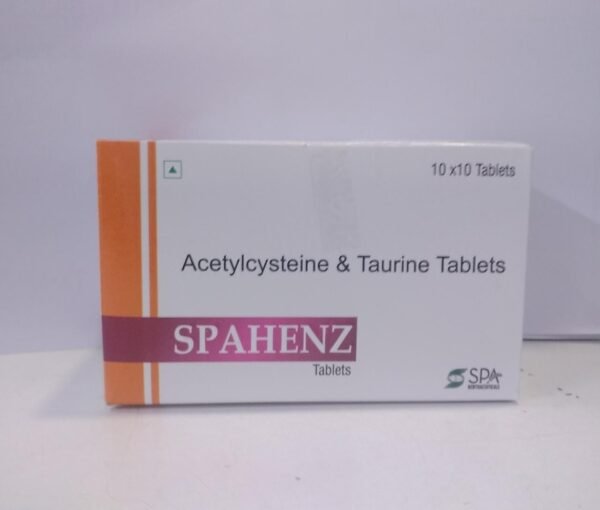 10 x10 Tablets
Acetylcysteine & Taurine Tablets
SPAHENZ
Tablets
SPA